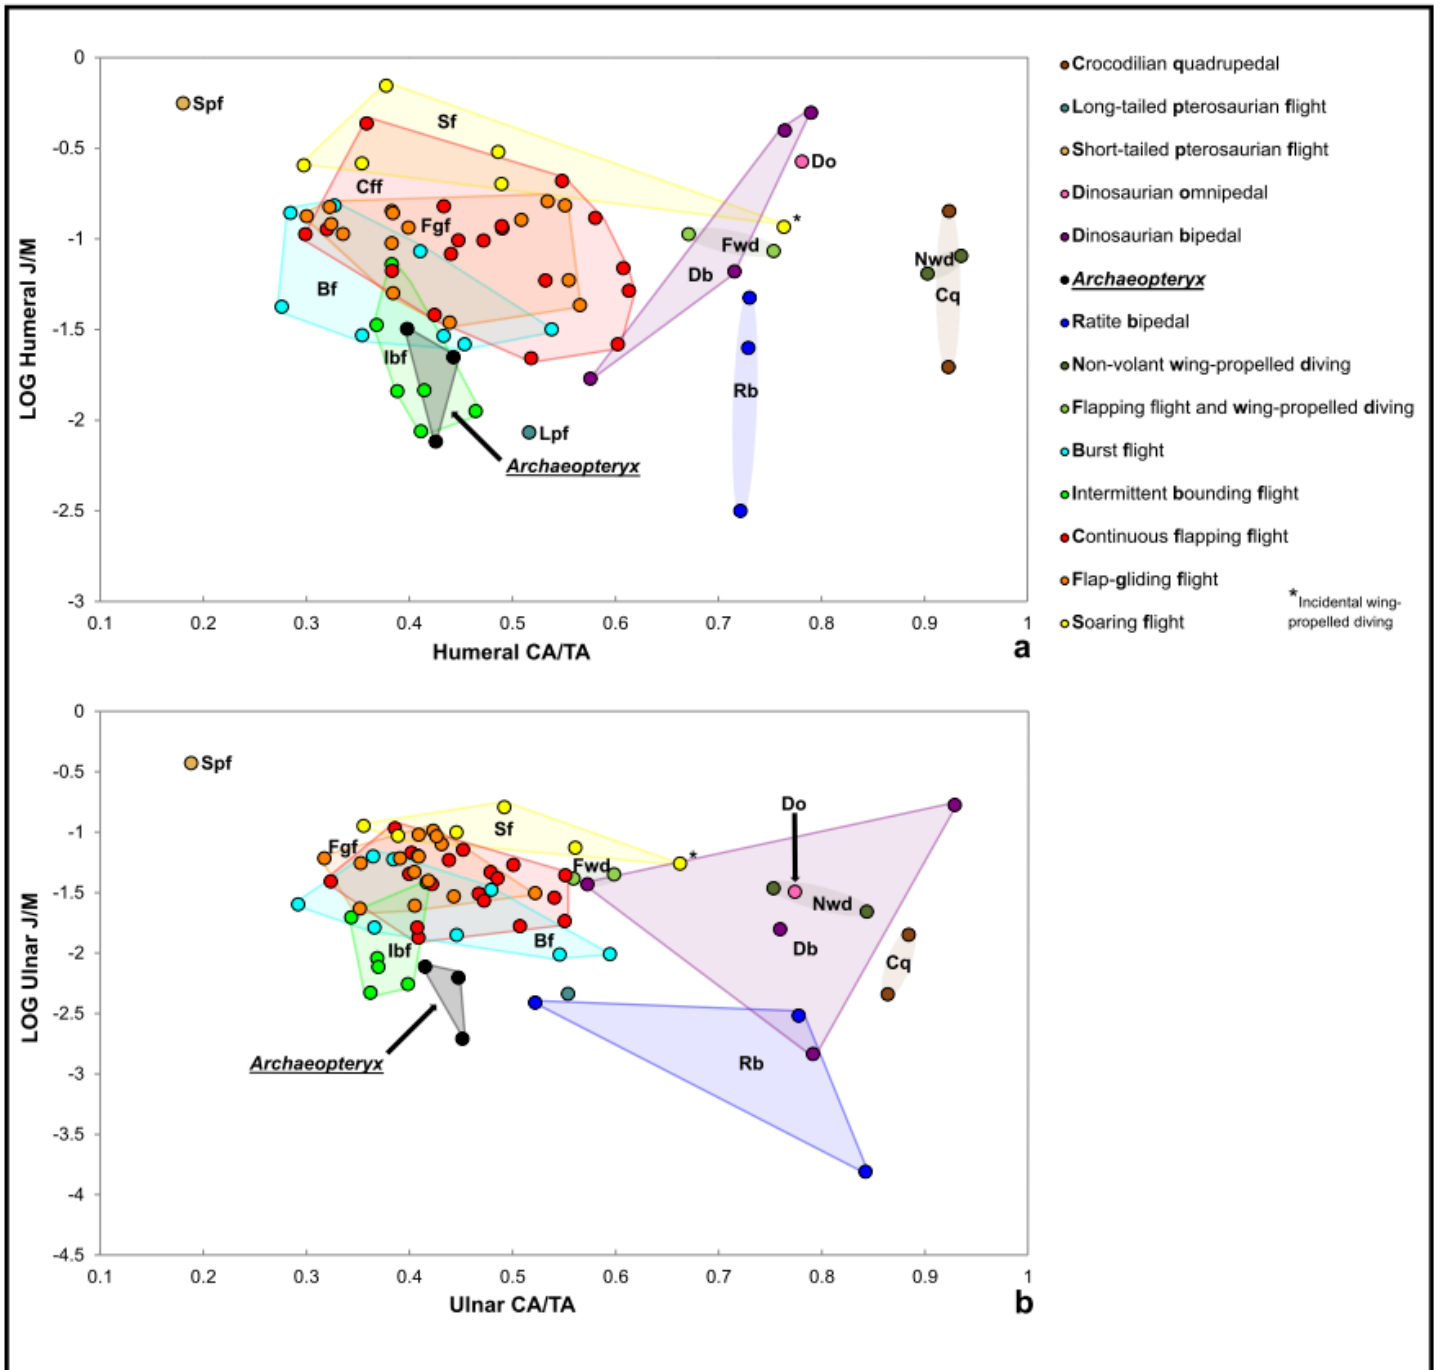 0
-0.5
-1
-1.5
-2
-2.5
-3
LOG Humeral J/M
0.1 0.2 0.3 0.4 0.5 0.6 0.7 0.8 0.9 1
Humeral CA/TA
a
Spf
Sf
Cff
Fgf
Bf
Ibf
Lpf
Archaeopteryx
Db
Fwd
*
Do
Rb
Nwd
Cq
Crocodilian quadrupedal
Long-tailed pterosaurian flight
Short-tailed pterosaurian flight
Dinosaurian omnipedal
Dinosaurian bipedal
Archaeopteryx
Ratite bipedal
Non-volant wing-propelled diving
Flapping flight and wing-propelled diving
Burst flight
Intermittent bounding flight
Continuous flapping flight
Flap-gliding flight
Soaring flight
*Incidental wing-
propelled diving
0
-0.5
-1
-1.5
-2
-2.5
-3
-3.5
-4
-4.5
LOG Ulnar J/M
0.1 0.2 0.3 0.4 0.5 0.6 0.7 0.8 0.9 1
Ulnar CA/TA
b
Spf
Sf
Fgf
Fwd
*
Do
Nwd
Bf
Ibf
Db
Cq
Archaeopteryx
Rb